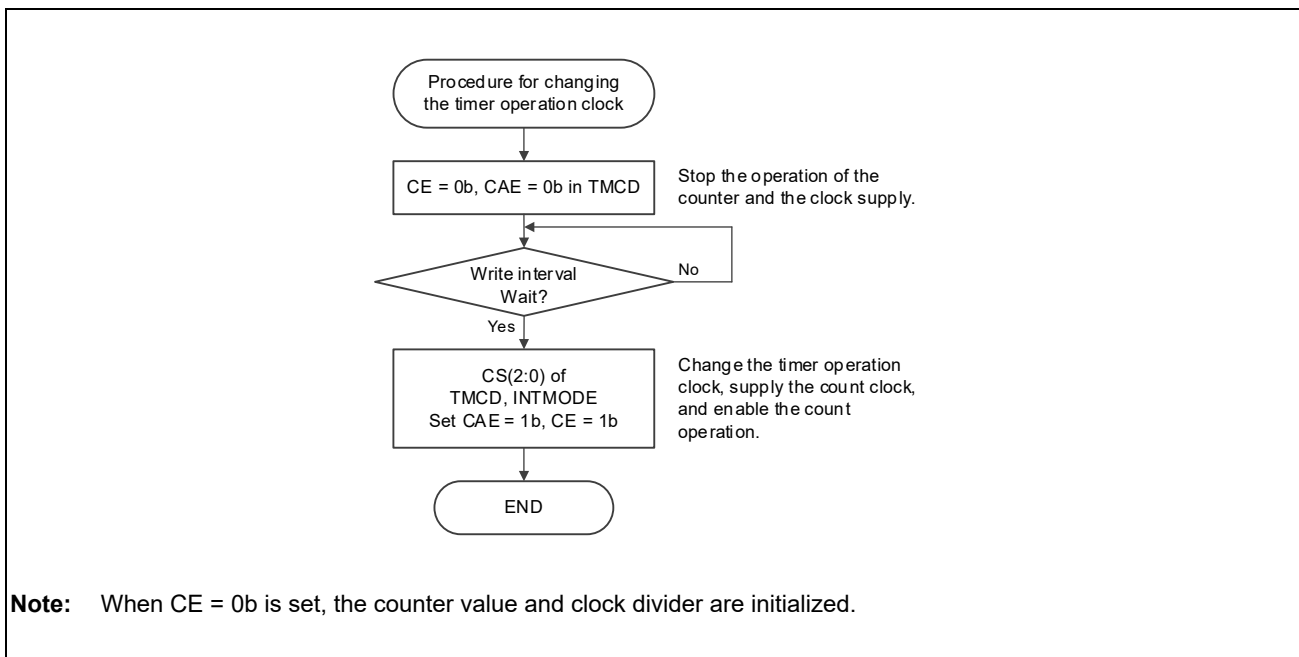 Procedure for changing
the timer operation clock
CE = 0b, CAE = 0b in TMCD
Stop the operation of the
counter and the clock supply.
Write interval
Wait?
No
Yes
CS(2:0) of
TMCD, INTMODE
Set CAE = 1b, CE = 1b
Change the timer operation
clock, supply the count clock,
and enable the count
operation.
END
Note: When CE = 0b is set, the counter value and clock divider are initialized.